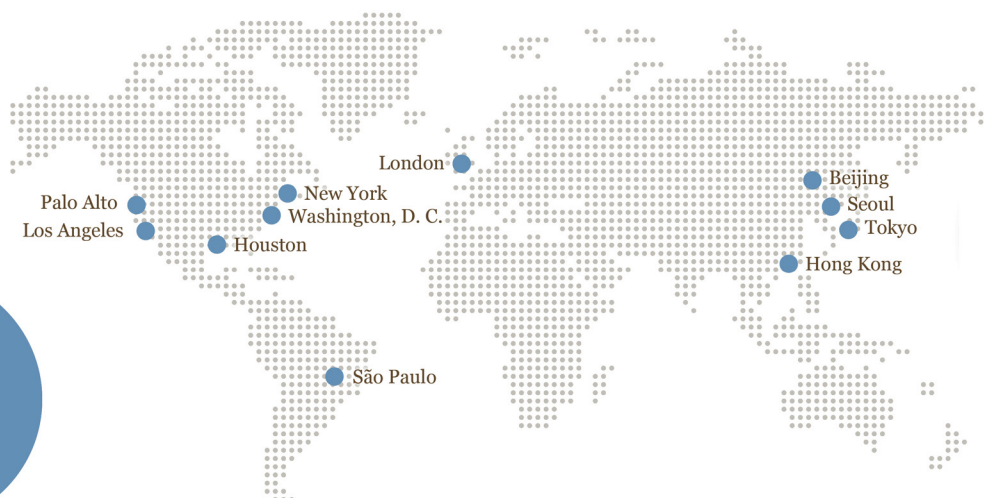 London
Beijing
New York
Palo Alto
Seoul
Washington, D. C.
Tokyo
Los Angeles
Houston
Hong Kong
São Paulo